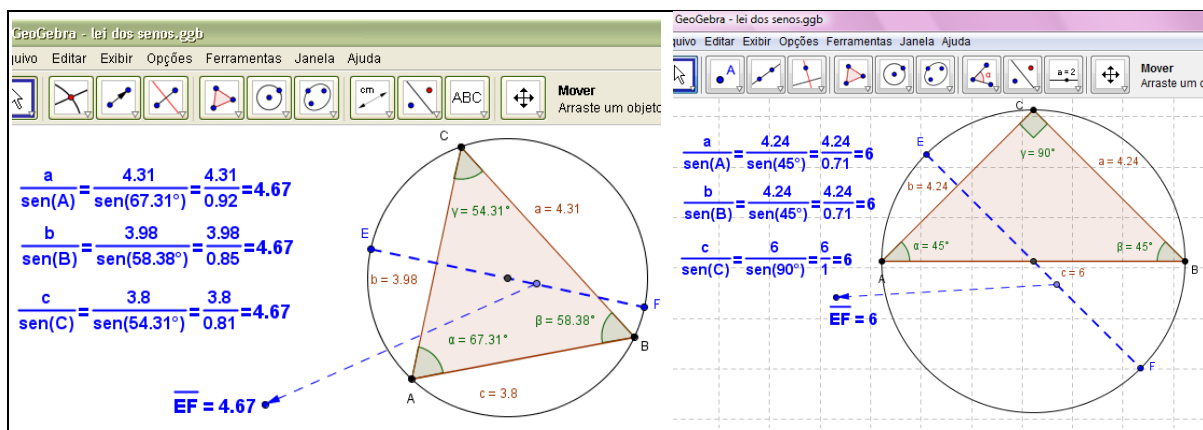 GeoGebra - lei dos senos.ggb
Editar Exibir Opções Ferramentas Janela Ajuda
cm
ABC
Mover
Arraste um objeto
a/sen(A) = 4.31/sen(67.31°) = 4.31/0.92 = 4.67
b/sen(B) = 3.98/sen(58.38°) = 3.98/0.85 = 4.67
c/sen(C) = 3.8/sen(54.31°) = 3.8/0.81 = 4.67
C
γ = 54.31°
a = 4.31
E
b = 3.98
F
β = 58.38°
α = 67.31°
B
A
c = 3.8
EF = 4.67
GeoGebra - lei dos senos.ggb
quivo Editar Exibir Opções Ferramentas Janela Ajuda
A
α
a=2
Mover
Arraste um o
a/sen(A) = 4.24/sen(45°) = 4.24/0.71 = 6
b/sen(B) = 4.24/sen(45°) = 4.24/0.71 = 6
c/sen(C) = 6/sen(90°) = 6/1 = 6
C
E
γ = 90°
a = 4.24
b = 4.24
α = 45°
β = 45°
A
B
c = 6
EF = 6
F